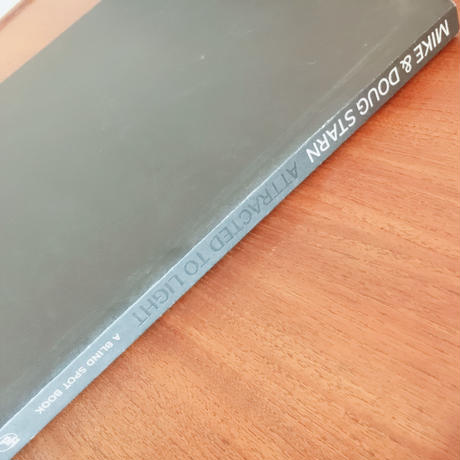 MIKE & DOUG STARN ATTRACTED TO LIGHT A BLIND SPOT BOOK